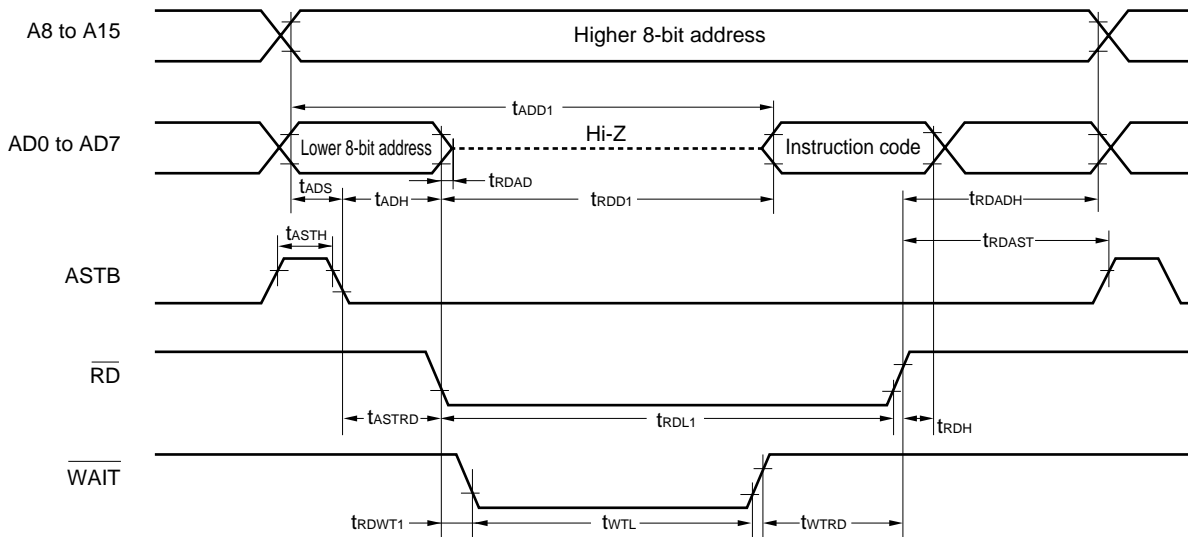 A8 to A15
Higher 8-bit address
tADD1
AD0 to AD7
Lower 8-bit address
Hi-Z
Instruction code
tRDAD
tADS
tADH
tRDD1
tRDADH
tASTH
tRDAST
ASTB
RD
tASTRD
tRDL1
tRDH
WAIT
tRDWT1
tWTL
tWTRD